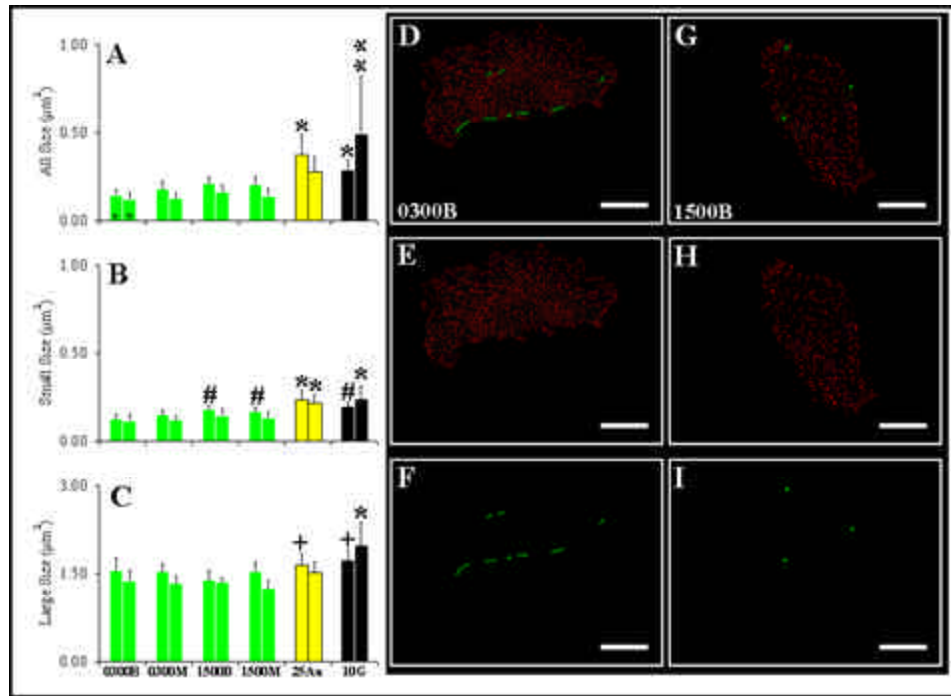 A
All Size (μm²)
1.00
0.50
0.00
*
*
*
*
* *
B
Small Size (μm²)
1.00
0.50
0.00
#
#
* *
#
*
C
Large Size (μm²)
3.00
1.50
0.00
+
+
*
0300B 0300M 1500B 1500M 25Au 10G
D
0300B
G
1500B
E
H
F
I